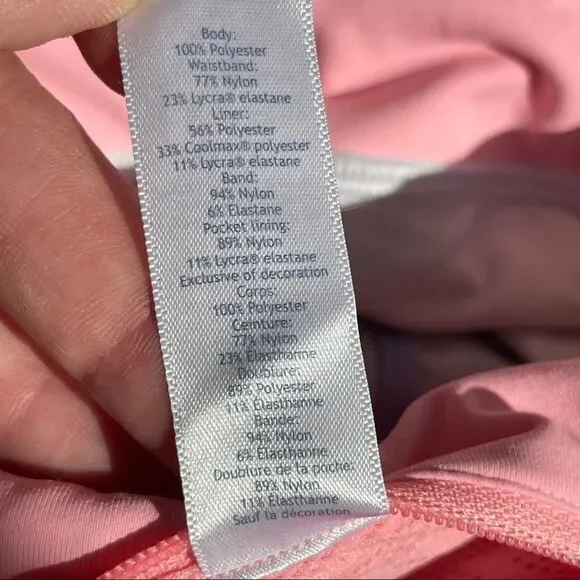 Body:
100% Polyester
Waistband:
77% Nylon
23% Lycra® elastane
Liner:
56% Polyester
33% Coolmax® polyester
11% Lycra® elastane
Band:
94% Nylon
6% Elastane
Pocket lining:
89% Nylon
11% Lycra® elastane
Exclusive of decoration
Corps:
100% Polyester
Ceinture:
77% Nylon
23% Elasthanne
Doublure:
89% Polyester
11% Elasthanne
Bande:
94% Nylon
6% Elasthanne
Doublure de la poche:
89% Nylon
11% Elasthanne
Sauf la décoration